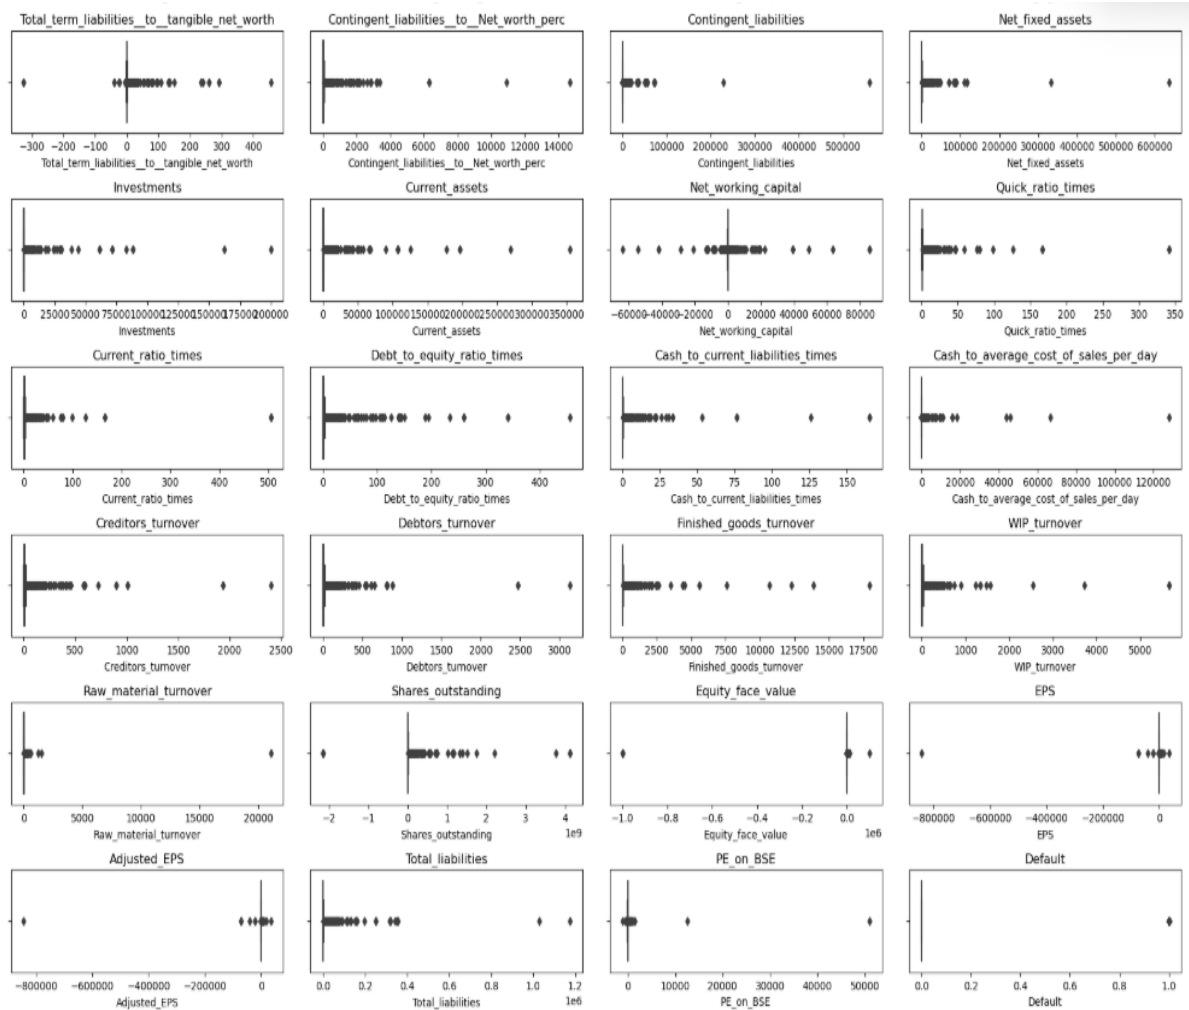 Total_term_liabilities__to__tangible_net_worth Contingent_liabilities__to__Net_worth_perc Contingent_liabilities Net_fixed_assets
−300 −200 −100 0 100 200 300 400 0 2000 4000 6000 8000 10000 12000 14000 0 100000 200000 300000 400000 500000 0 100000 200000 300000 400000 500000 600000
Total_term_liabilities__to__tangible_net_worth Contingent_liabilities__to__Net_worth_perc Contingent_liabilities Net_fixed_assets
Investments Current_assets Net_working_capital Quick_ratio_times
0 25000 50000 75000 100000 125000 150000 175000 200000 0 50000 100000 150000 200000 250000 300000 350000 −60000 −40000 −20000 0 20000 40000 60000 80000 0 50 100 150 200 250 300 350
Investments Current_assets Net_working_capital Quick_ratio_times
Current_ratio_times Debt_to_equity_ratio_times Cash_to_current_liabilities_times Cash_to_average_cost_of_sales_per_day
0 100 200 300 400 500 0 100 200 300 400 0 25 50 75 100 125 150 0 20000 40000 60000 80000 100000 120000
Current_ratio_times Debt_to_equity_ratio_times Cash_to_current_liabilities_times Cash_to_average_cost_of_sales_per_day
Creditors_turnover Debtors_turnover Finished_goods_turnover WIP_turnover
0 500 1000 1500 2000 2500 0 500 1000 1500 2000 2500 3000 0 2500 5000 7500 10000 12500 15000 17500 0 1000 2000 3000 4000 5000
Creditors_turnover Debtors_turnover Finished_goods_turnover WIP_turnover
Raw_material_turnover Shares_outstanding Equity_face_value EPS
0 5000 10000 15000 20000 −2 −1 0 1 2 3 4 −1.0 −0.8 −0.6 −0.4 −0.2 0.0 −800000 −600000 −400000 −200000 0
Raw_material_turnover Shares_outstanding 1e9 Equity_face_value 1e6 EPS
Adjusted_EPS Total_liabilities PE_on_BSE Default
−800000 −600000 −400000 −200000 0 0.0 0.2 0.4 0.6 0.8 1.0 1.2 0 10000 20000 30000 40000 50000 0.0 0.2 0.4 0.6 0.8 1.0
Adjusted_EPS Total_liabilities 1e6 PE_on_BSE Default